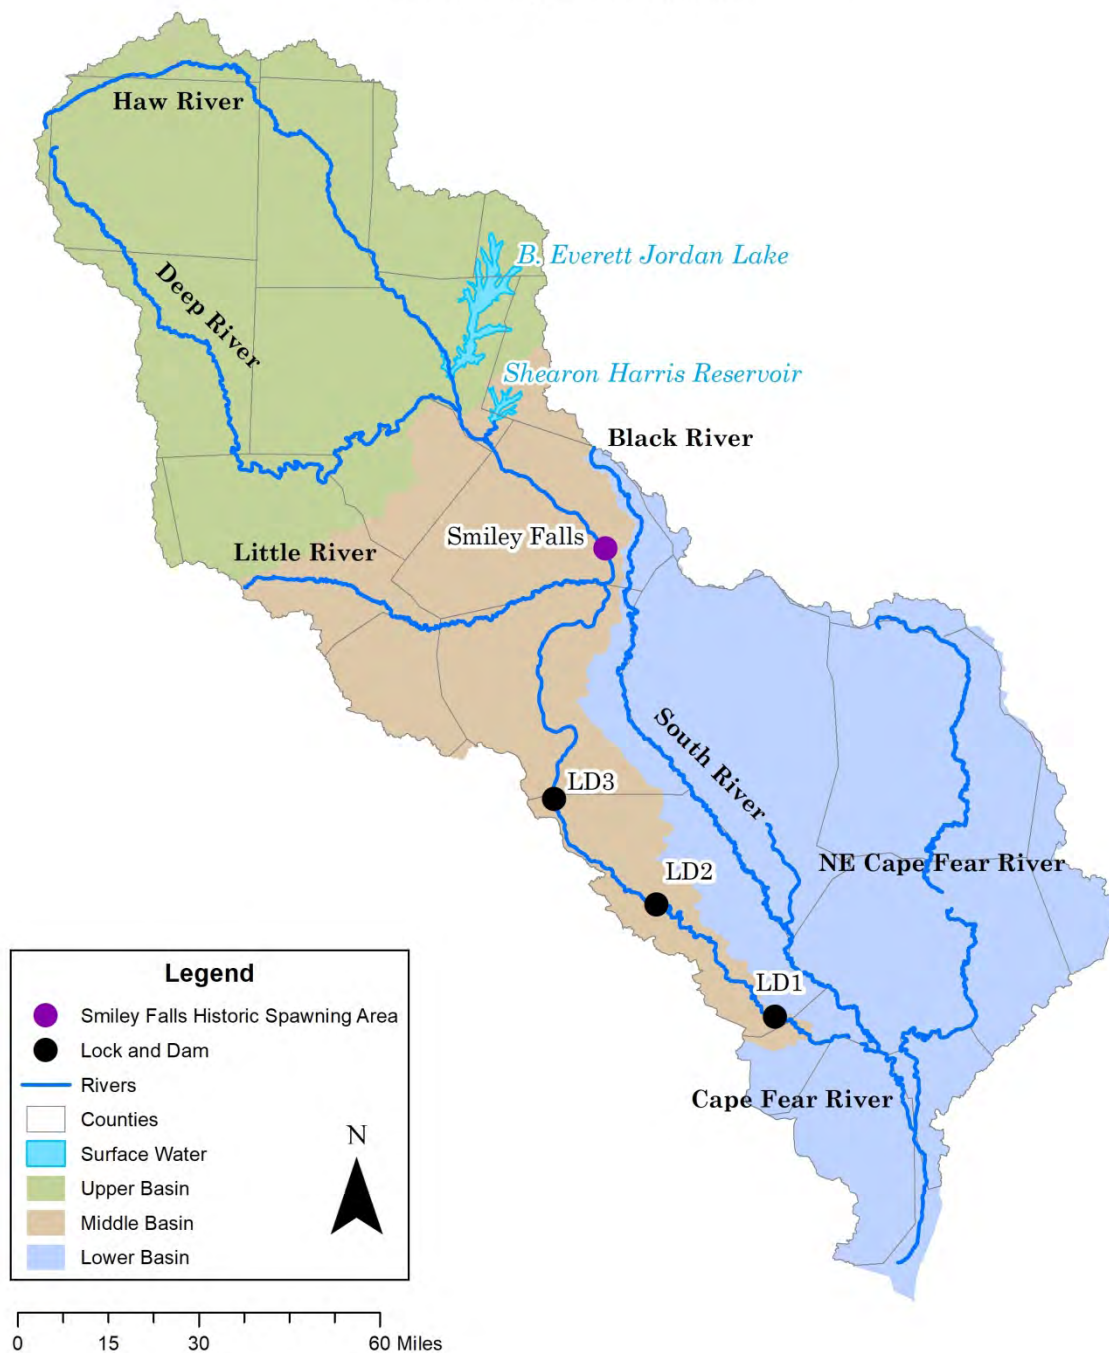 Haw River
B. Everett Jordan Lake
Deep River
Shearon Harris Reservoir
Black River
Smiley Falls
Little River
South River
LD3
NE Cape Fear River
LD2
LD1
Cape Fear River
Legend
Smiley Falls Historic Spawning Area
Lock and Dam
Rivers
Counties
Surface Water
Upper Basin
Middle Basin
Lower Basin
N
0 15 30 60 Miles